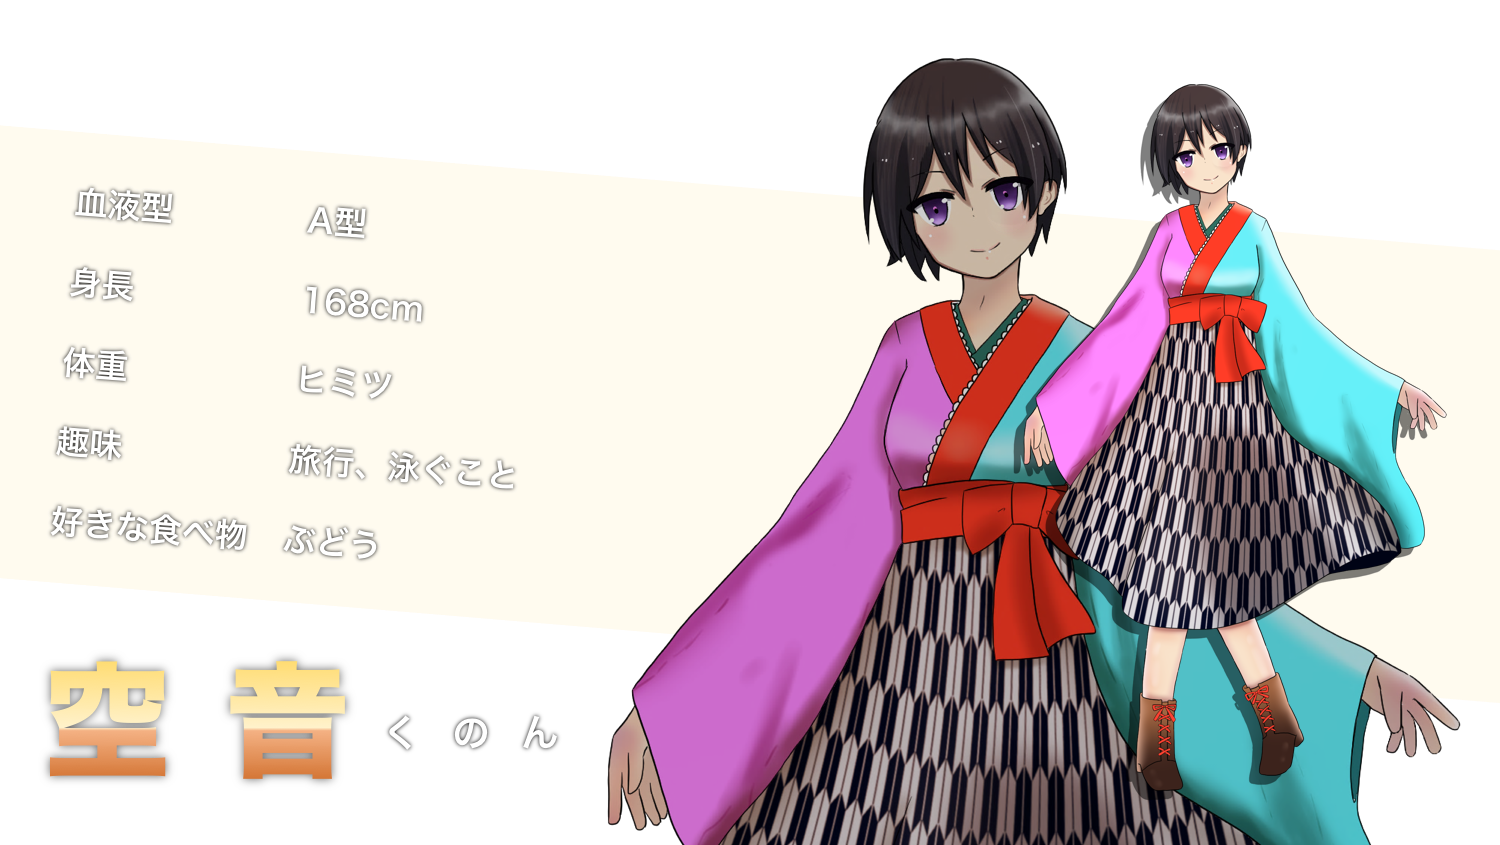 血液型 A型
身長 168cm
体重 ヒミツ
趣味 旅行、泳ぐこと
好きな食べ物 ぶどう
空音 くのん